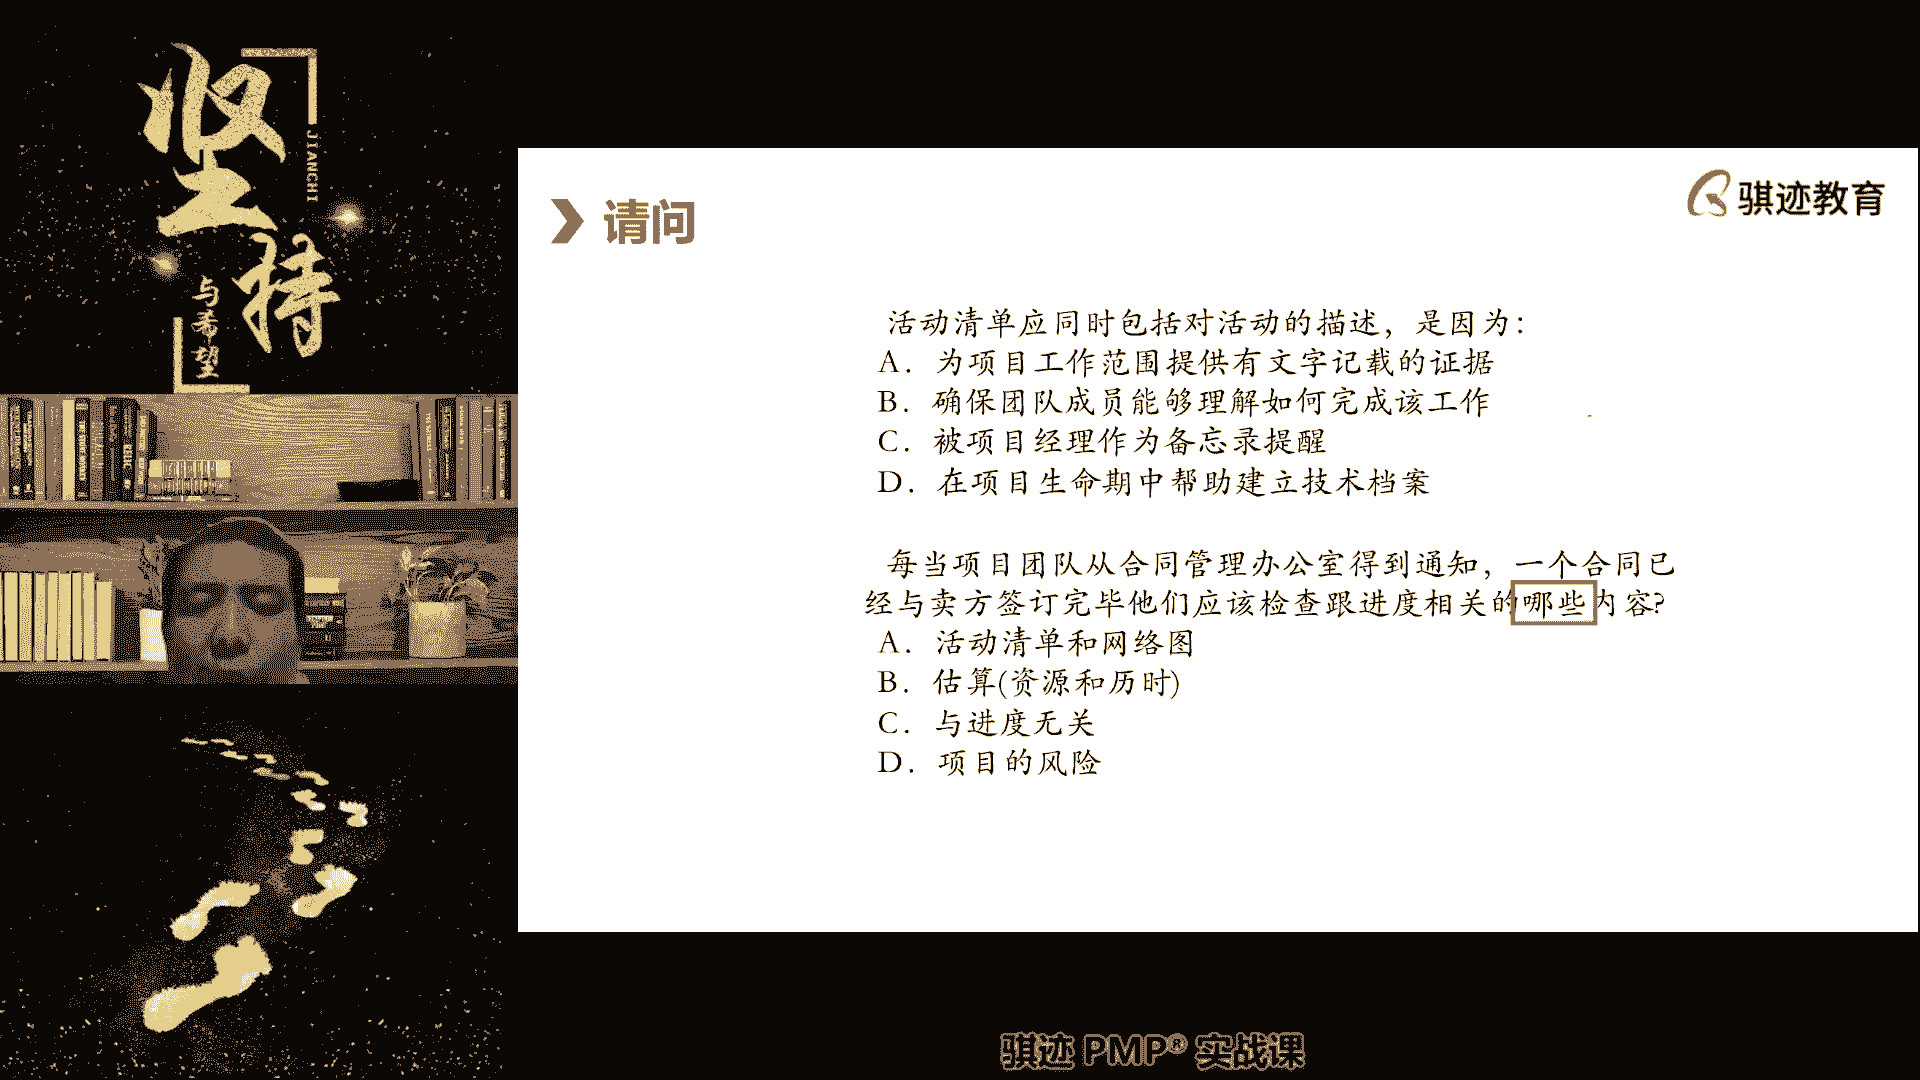 坚持
JIANCHI
与希望
骐迹教育
请问
活动清单应同时包括对活动的描述，是因为：
A．为项目工作范围提供有文字记载的证据
B．确保团队成员能够理解如何完成该工作
C．被项目经理作为备忘录提醒
D．在项目生命期中帮助建立技术档案
每当项目团队从合同管理办公室得到通知，一个合同已
经与卖方签订完毕他们应该检查跟进度相关的哪些内容?
A．活动清单和网络图
B．估算(资源和历时)
C．与进度无关
D．项目的风险
骐迹 PMP® 实战课